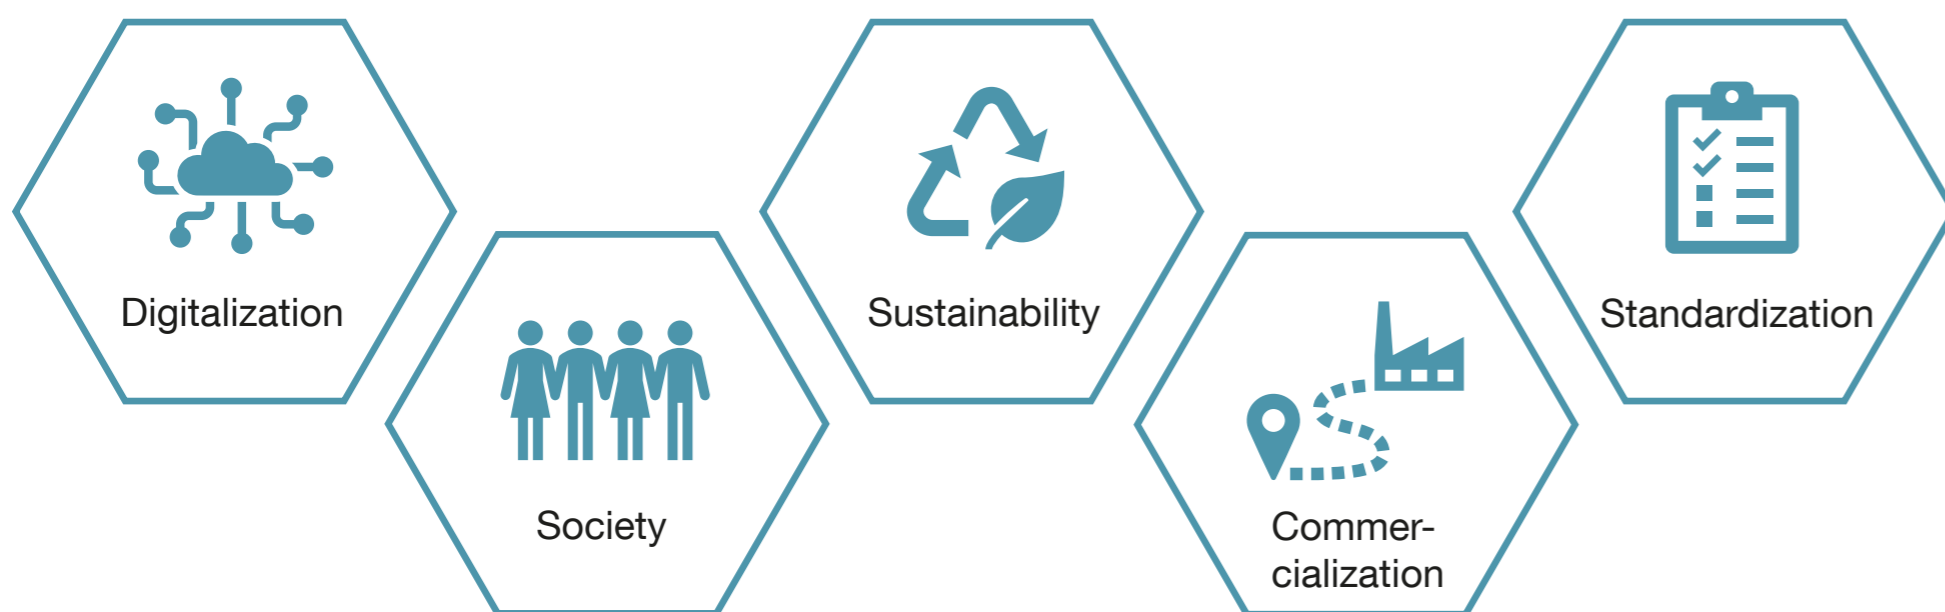 Digitalization
Society
Sustainability
Commer-
cialization
Standardization